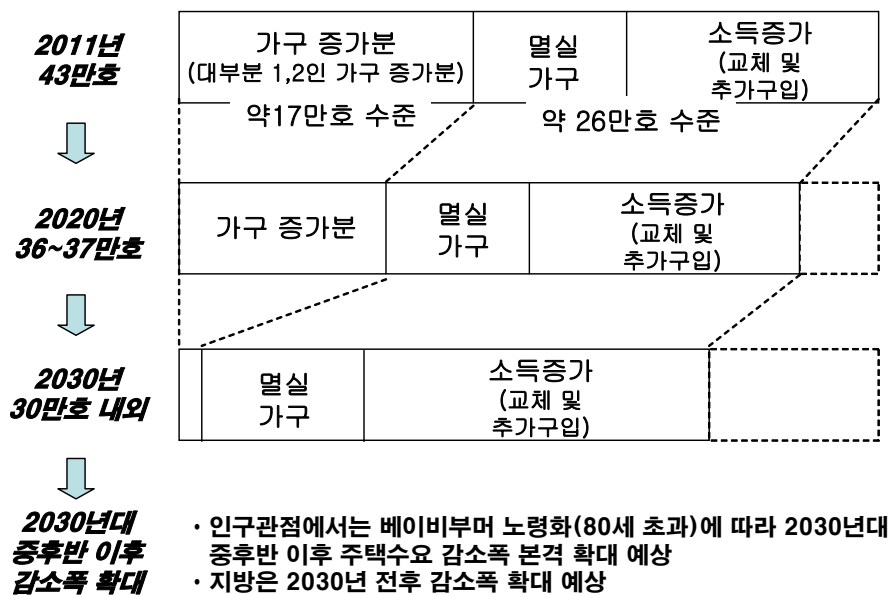 2011년
43만호
가구 증가분
(대부분 1,2인 가구 증가분)
멸실
가구
소득증가
(교체 및
추가구입)
약17만호 수준
약 26만호 수준
2020년
36~37만호
가구 증가분
멸실
가구
소득증가
(교체 및
추가구입)
2030년
30만호 내외
멸실
가구
소득증가
(교체 및
추가구입)
2030년대
중후반 이후
감소폭 확대
· 인구관점에서는 베이비부머 노령화(80세 초과)에 따라 2030년대
중후반 이후 주택수요 감소폭 본격 확대 예상
· 지방은 2030년 전후 감소폭 확대 예상